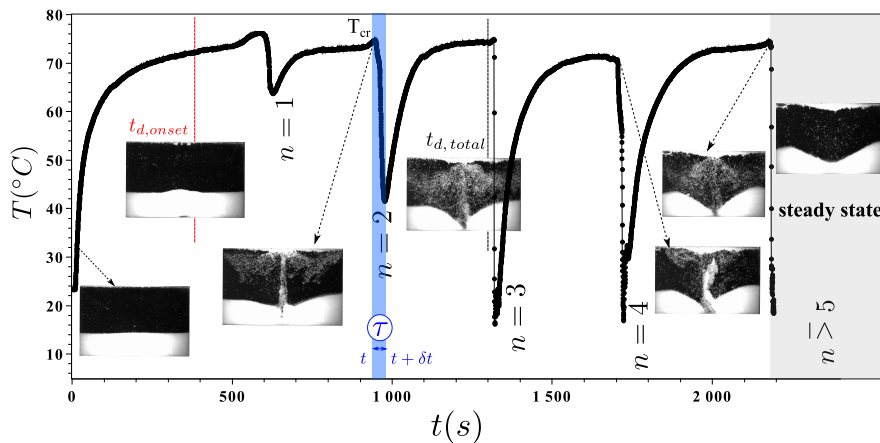 T(°C)
80
70
60
50
40
30
20
10
0
500
1 000
1 500
2 000
t(s)
T_cr
t_{d,onset}
t_{d,total}
n = 1
n = 2
n = 3
n = 4
n > 5
steady state
τ
t
t + δt